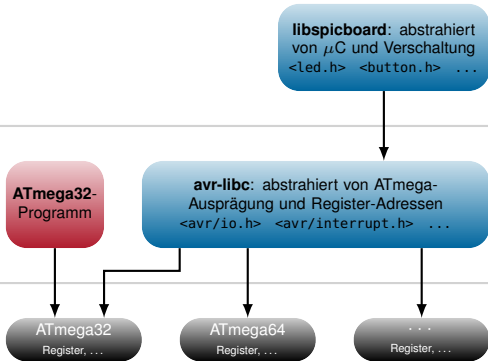 libspicboard: abstrahiert
von μC und Verschaltung
<led.h> <button.h> ...
ATmega32-
Programm
avr-libc: abstrahiert von ATmega-
Ausprägung und Register-Adressen
<avr/io.h> <avr/interrupt.h> ...
ATmega32
Register, ...
ATmega64
Register, ...
...
Register, ...